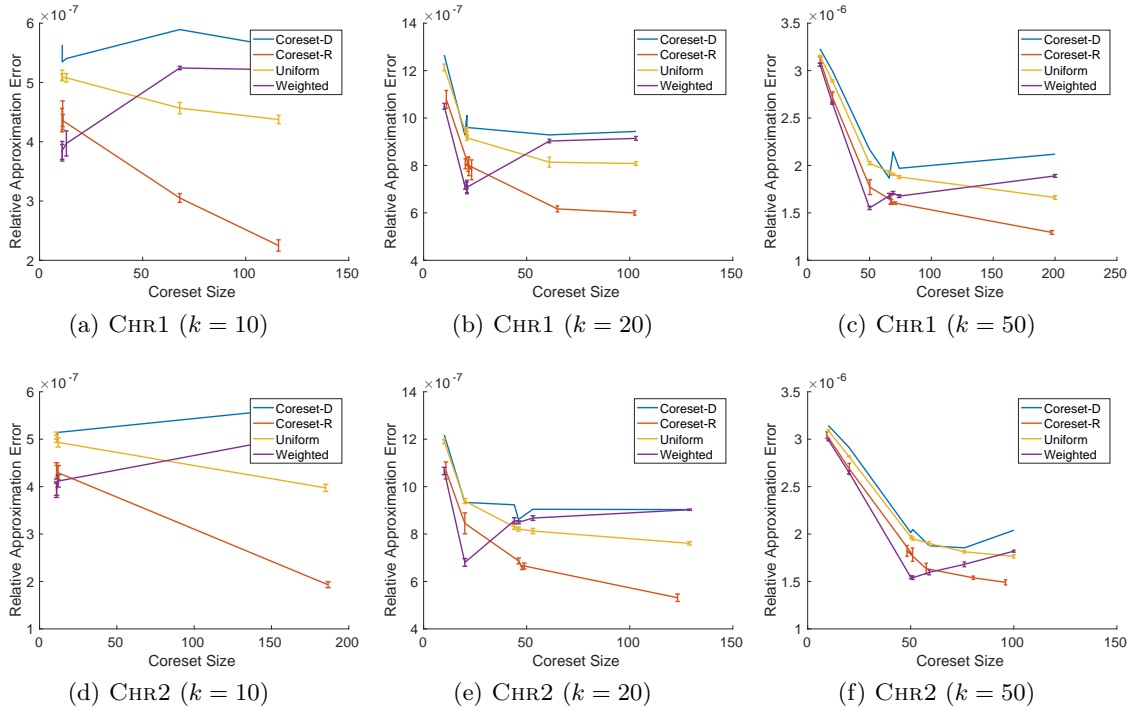 ×10⁻⁷
Relative Approximation Error
6
5
4
3
2
0 50 100 150
Coreset Size
Coreset-D
Coreset-R
Uniform
Weighted
(a) CHR1 (k = 10)
×10⁻⁷
Relative Approximation Error
14
12
10
8
6
4
0 50 100 150
Coreset Size
Coreset-D
Coreset-R
Uniform
Weighted
(b) CHR1 (k = 20)
×10⁻⁶
Relative Approximation Error
3.5
3
2.5
2
1.5
1
0 50 100 150 200 250
Coreset Size
Coreset-D
Coreset-R
Uniform
Weighted
(c) CHR1 (k = 50)
×10⁻⁷
Relative Approximation Error
6
5
4
3
2
1
0 50 100 150 200
Coreset Size
Coreset-D
Coreset-R
Uniform
Weighted
(d) CHR2 (k = 10)
×10⁻⁷
Relative Approximation Error
14
12
10
8
6
4
0 50 100 150
Coreset Size
Coreset-D
Coreset-R
Uniform
Weighted
(e) CHR2 (k = 20)
×10⁻⁶
Relative Approximation Error
3.5
3
2.5
2
1.5
1
0 50 100 150
Coreset Size
Coreset-D
Coreset-R
Uniform
Weighted
(f) CHR2 (k = 50)